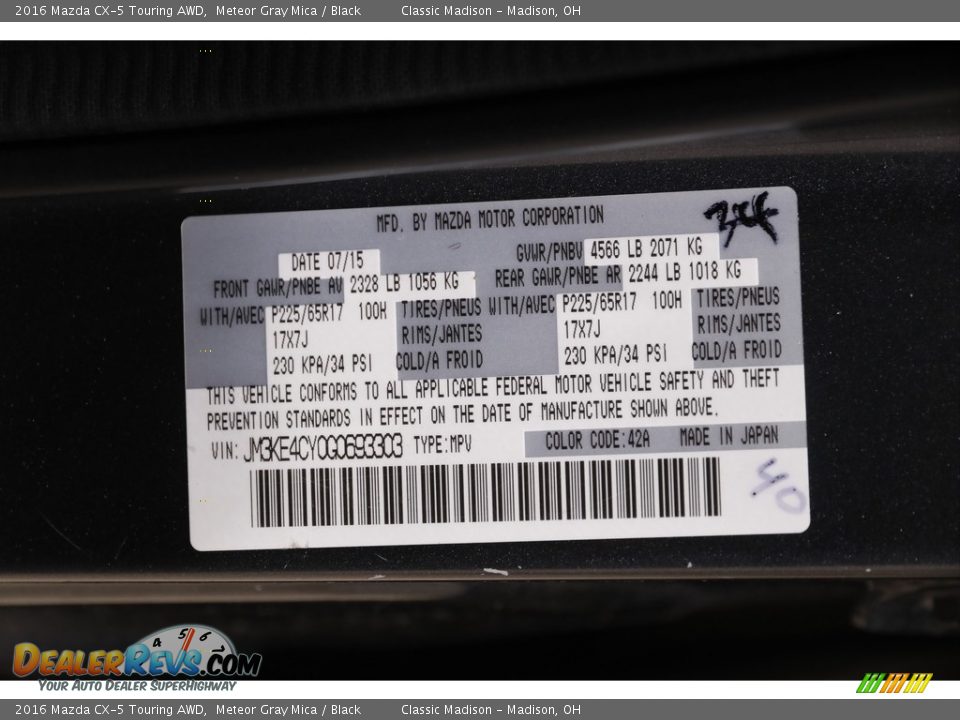 2016 Mazda CX-5 Touring AWD, Meteor Gray Mica / Black Classic Madison - Madison, OH
MFD. BY MAZDA MOTOR CORPORATION
DATE 07/15 GVWR/PNBV 4566 LB 2071 KG
FRONT GAWR/PNBE AV 2328 LB 1056 KG REAR GAWR/PNBE AR 2244 LB 1018 KG
WITH/AVEC P225/65R17 100H TIRES/PNEUS WITH/AVEC P225/65R17 100H TIRES/PNEUS
17X7J RIMS/JANTES 17X7J RIMS/JANTES
230 KPA/34 PSI COLD/A FROID 230 KPA/34 PSI COLD/A FROID
THIS VEHICLE CONFORMS TO ALL APPLICABLE FEDERAL MOTOR VEHICLE SAFETY AND THEFT
PREVENTION STANDARDS IN EFFECT ON THE DATE OF MANUFACTURE SHOWN ABOVE.
VIN: JM3KE4CY0G0693303 TYPE:MPV COLOR CODE:42A MADE IN JAPAN
40
4 5 6
DEALERREVS.COM
YOUR AUTO DEALER SUPERHIGHWAY
2016 Mazda CX-5 Touring AWD, Meteor Gray Mica / Black Classic Madison - Madison, OH